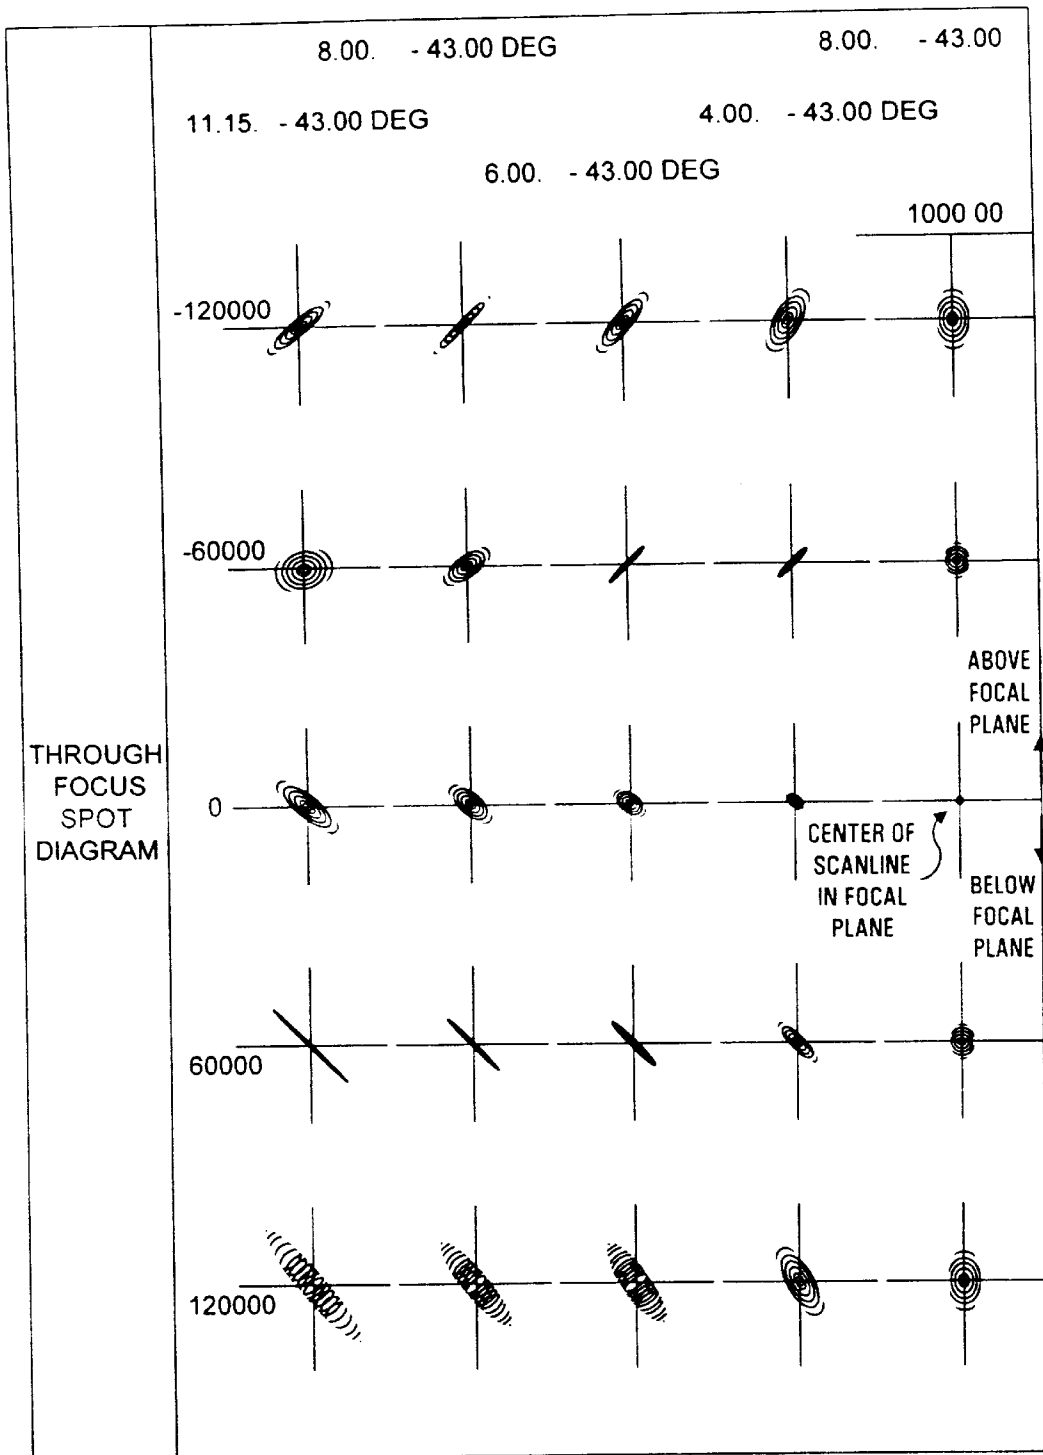 8.00. - 43.00 DEG
8.00. - 43.00
11.15. - 43.00 DEG
4.00. - 43.00 DEG
6.00. - 43.00 DEG
1000 00
-120000
-60000
ABOVE
FOCAL
PLANE
THROUGH
FOCUS
SPOT
DIAGRAM
0
CENTER OF
SCANLINE
IN FOCAL
PLANE
BELOW
FOCAL
PLANE
60000
120000